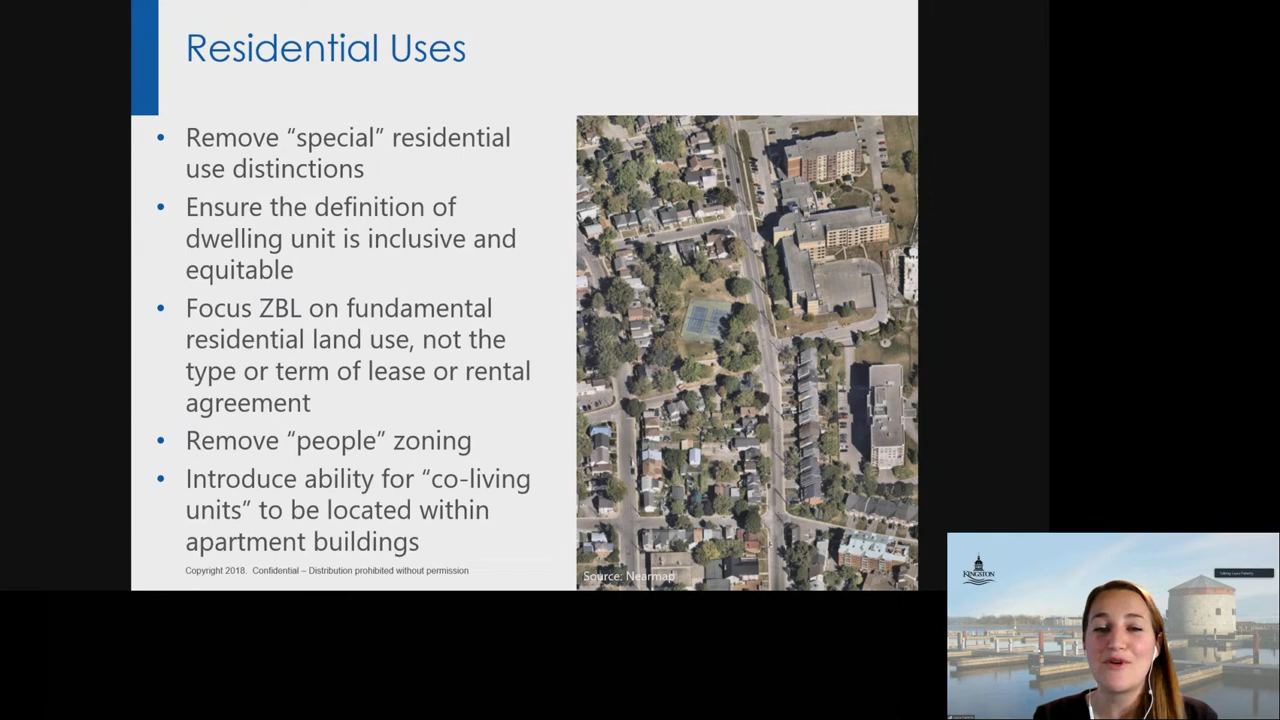 Residential Uses
• Remove “special” residential
use distinctions
• Ensure the definition of
dwelling unit is inclusive and
equitable
• Focus ZBL on fundamental
residential land use, not the
type or term of lease or rental
agreement
• Remove “people” zoning
• Introduce ability for “co-living
units” to be located within
apartment buildings
Copyright 2018. Confidential – Distribution prohibited without permission
Source: Nearmap
KINGSTON